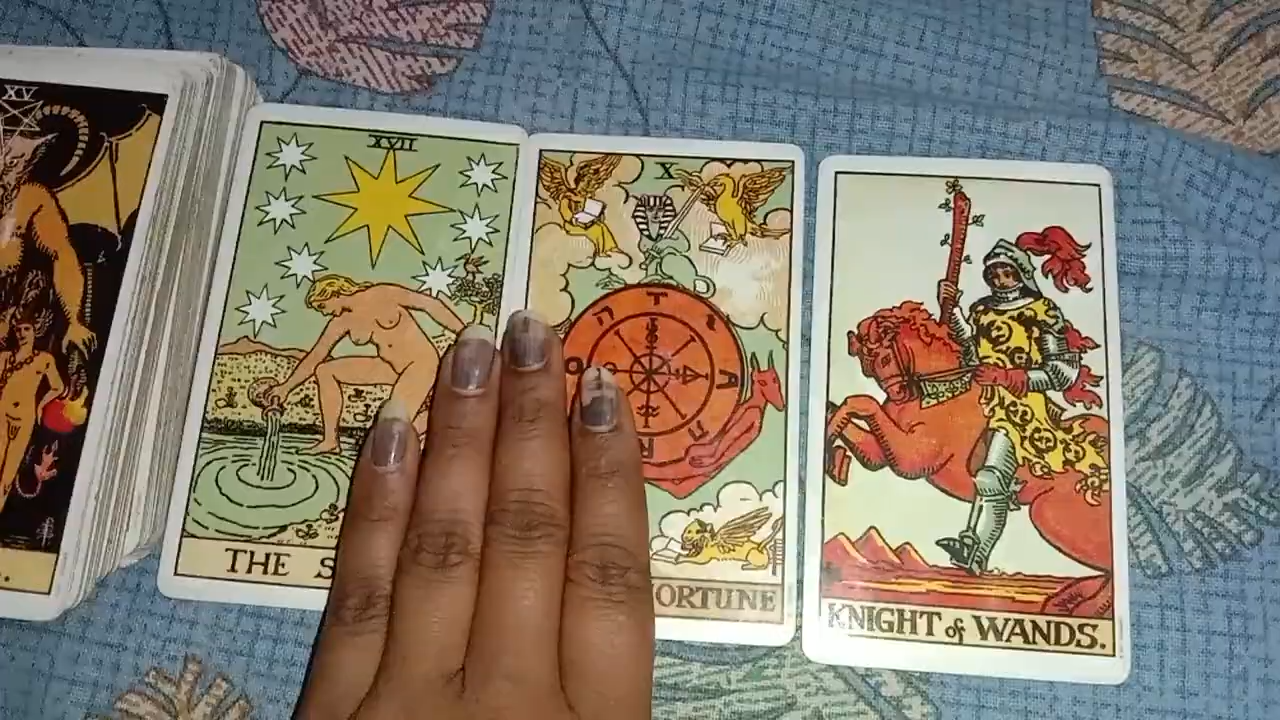 XV
XVII
THE S
X
ORTUNE
KNIGHT of WANDS.